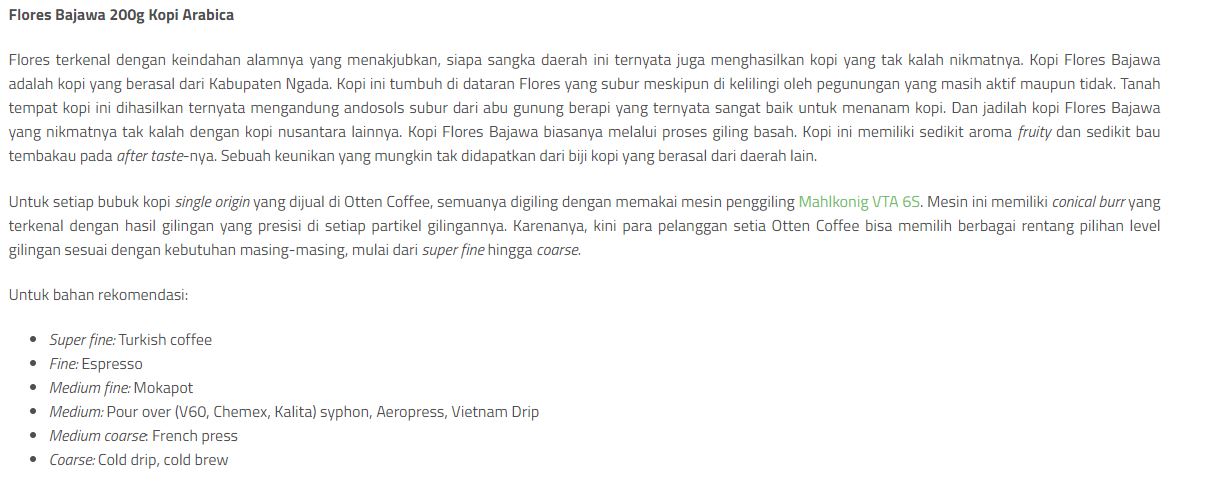 Flores Bajawa 200g Kopi Arabica
Flores terkenal dengan keindahan alamnya yang menakjubkan, siapa sangka daerah ini ternyata juga menghasilkan kopi yang tak kalah nikmatnya. Kopi Flores Bajawa
adalah kopi yang berasal dari Kabupaten Ngada. Kopi ini tumbuh di dataran Flores yang subur meskipun di kelilingi oleh pegunungan yang masih aktif maupun tidak. Tanah
tempat kopi ini dihasilkan ternyata mengandung andosols subur dari abu gunung berapi yang ternyata sangat baik untuk menanam kopi. Dan jadilah kopi Flores Bajawa
yang nikmatnya tak kalah dengan kopi nusantara lainnya. Kopi Flores Bajawa biasanya melalui proses giling basah. Kopi ini memiliki sedikit aroma fruity dan sedikit bau
tembakau pada after taste-nya. Sebuah keunikan yang mungkin tak didapatkan dari biji kopi yang berasal dari daerah lain.
Untuk setiap bubuk kopi single origin yang dijual di Otten Coffee, semuanya digiling dengan memakai mesin penggiling Mahlkonig VTA 6S. Mesin ini memiliki conical burr yang
terkenal dengan hasil gilingan yang presisi di setiap partikel gilingannya. Karenanya, kini para pelanggan setia Otten Coffee bisa memilih berbagai rentang pilihan level
gilingan sesuai dengan kebutuhan masing-masing, mulai dari super fine hingga coarse.
Untuk bahan rekomendasi:
• Super fine: Turkish coffee
• Fine: Espresso
• Medium fine: Mokapot
• Medium: Pour over (V60, Chemex, Kalita) syphon, Aeropress, Vietnam Drip
• Medium coarse: French press
• Coarse: Cold drip, cold brew